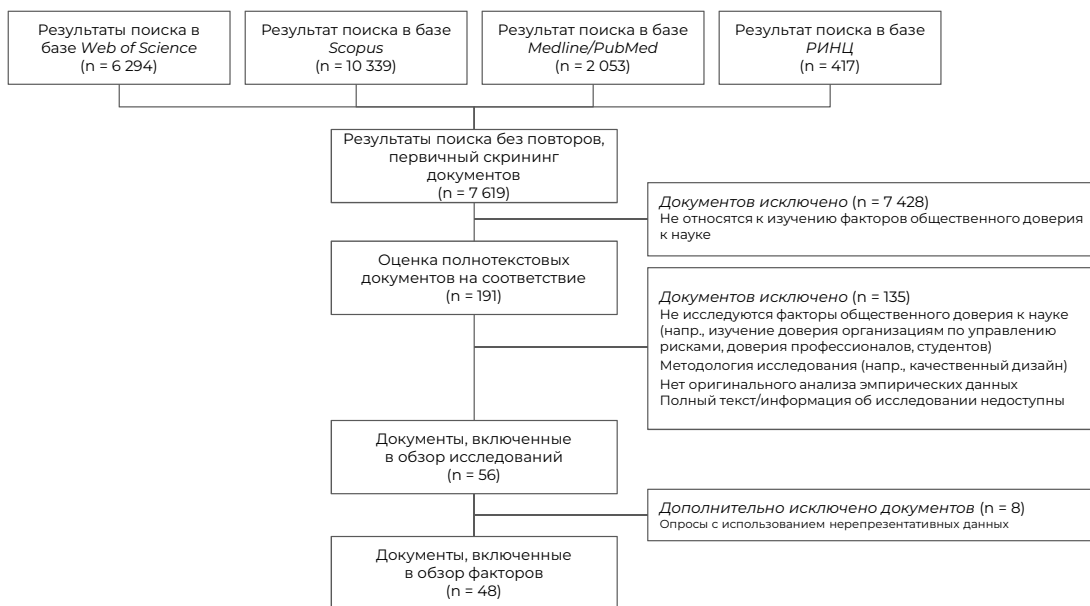 Результаты поиска в
базе Web of Science
(n = 6 294)
Результат поиска в базе
Scopus
(n = 10 339)
Результат поиска в базе
Medline/PubMed
(n = 2 053)
Результат поиска в базе
РИНЦ
(n = 417)
Результаты поиска без повторов,
первичный скрининг
документов
(n = 7 619)
Документов исключено (n = 7 428)
Не относятся к изучению факторов общественного доверия
к науке
Оценка полнотекстовых
документов на соответствие
(n = 191)
Документов исключено (n = 135)
Не исследуются факторы общественного доверия к науке
(напр., изучение доверия организациям по управлению
рисками, доверия профессионалов, студентов)
Методология исследования (напр., качественный дизайн)
Нет оригинального анализа эмпирических данных
Полный текст/информация об исследовании недоступны
Документы, включенные
в обзор исследований
(n = 56)
Дополнительно исключено документов (n = 8)
Опросы с использованием нерепрезентативных данных
Документы, включенные
в обзор факторов
(n = 48)